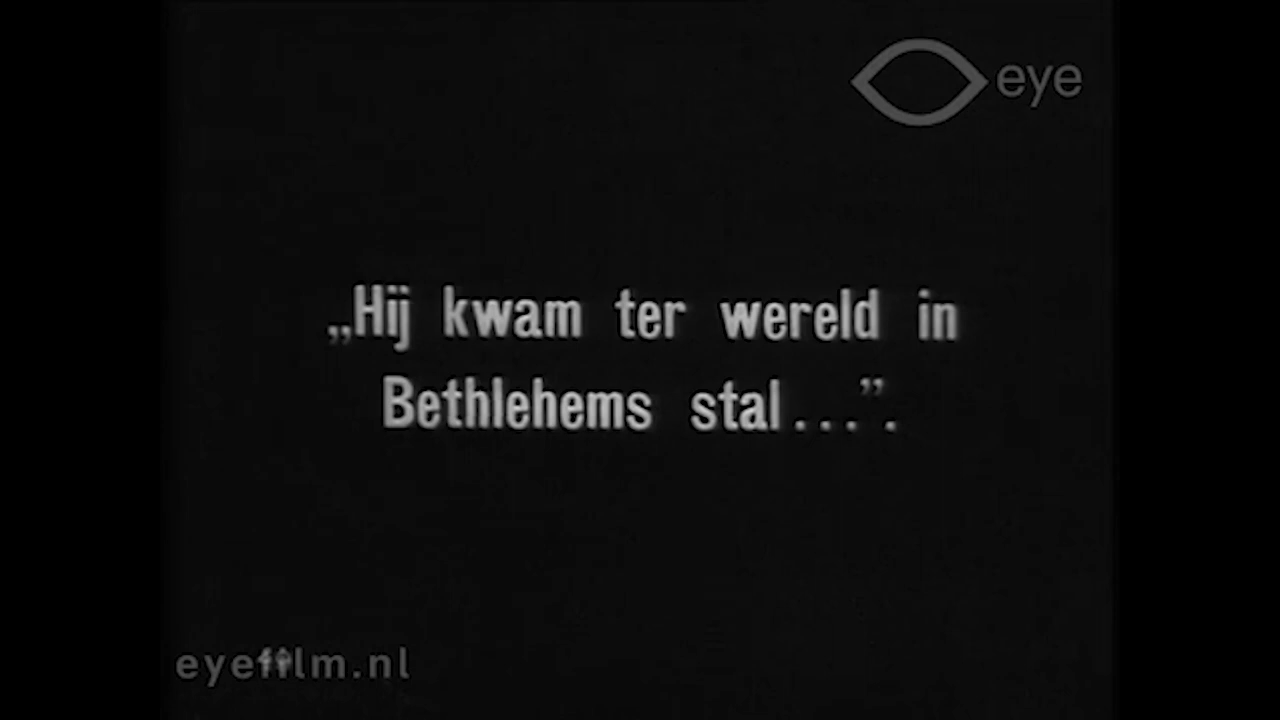 eye
„Hij kwam ter wereld in
Bethlehems stal...”.
eyefilm.nl